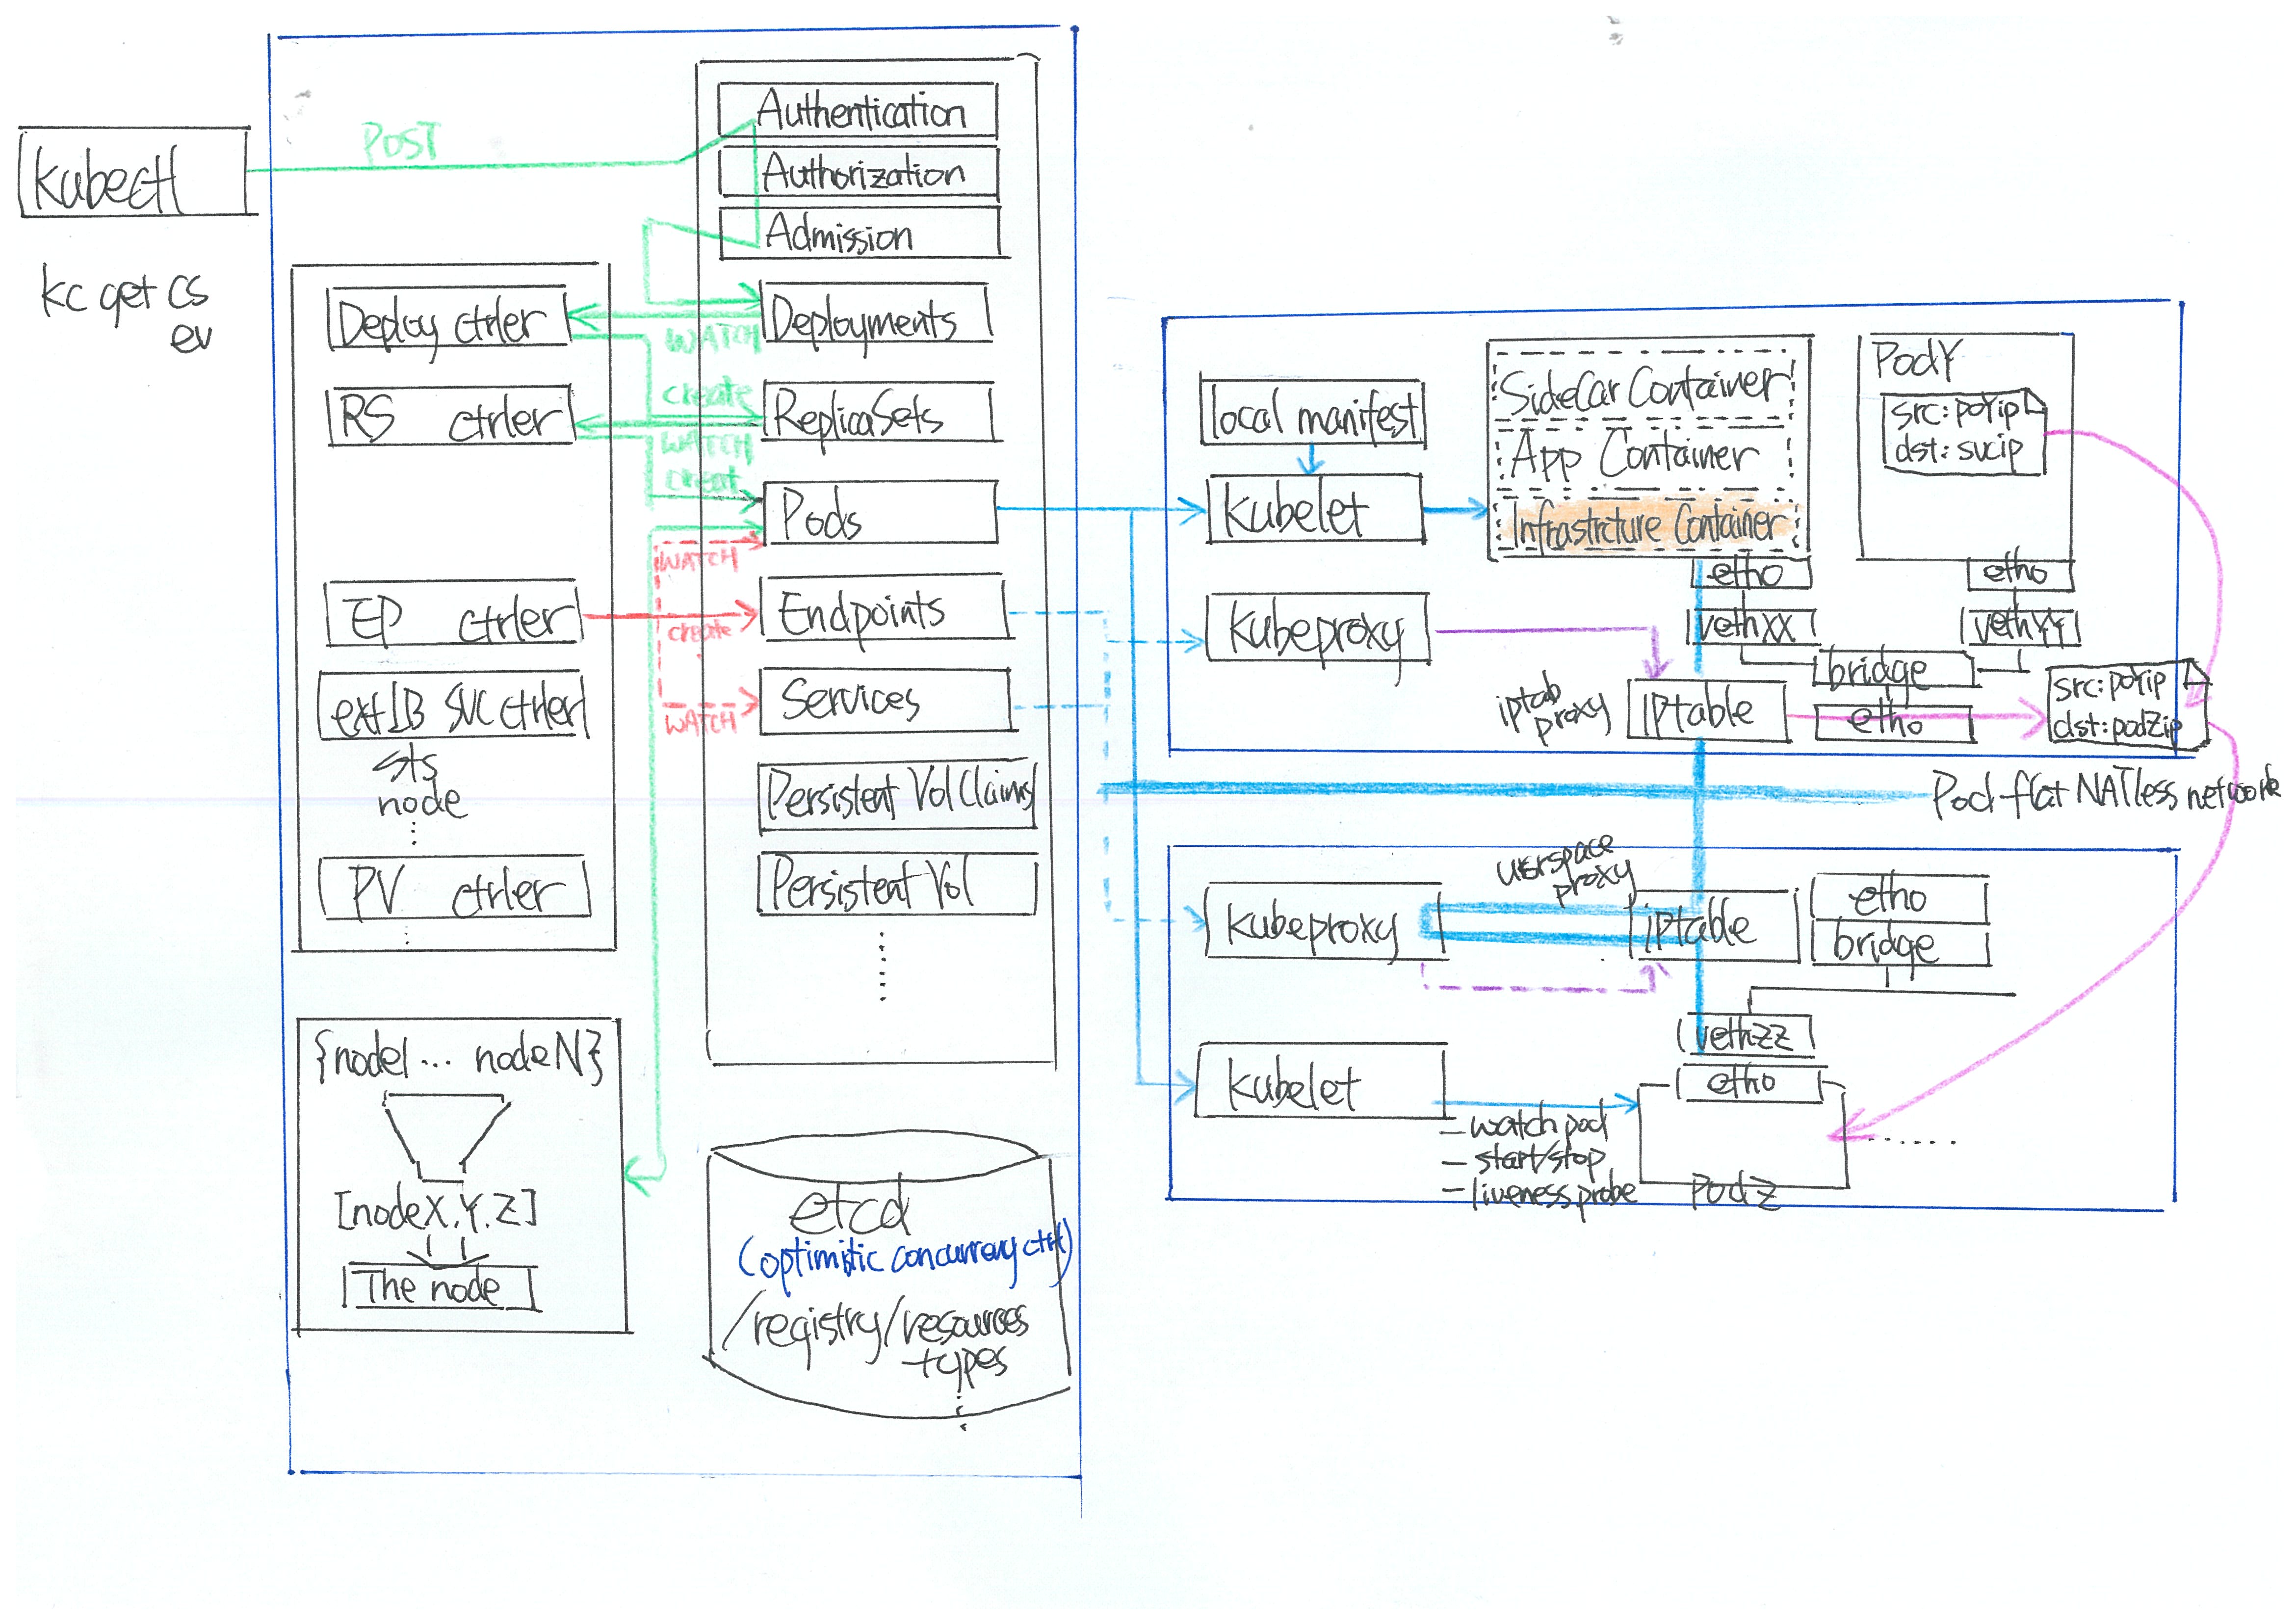 kubectl
kc get cs
ev
POST
Authentication
Authorization
Admission
Deploy ctrler
WATCH
Deployments
RS ctrler
create
WATCH
ReplicaSets
creat
Pods
WATCH
EP ctrler
create
Endpoints
extLB SVC ctrler
WATCH
Services
sts
node
Persistent Vol Claims
PV ctrler
Persistent Vol
{node1 ... nodeN}
[nodeX,Y,Z]
The node
etcd
(optimitic concurrency ctrl)
/registry/resources
types
local manifest
kubelet
kubeproxy
SideCar Container
App Container
Infrastrcture Container
eth0
vethXX
PodY
src:poYip
dst:svcip
eth0
vethYY
bridge
iptab
proxy
IPtable
eth0
src:poYip
dst:podZip
Pod flat NATless network
userspace
proxy
kubeproxy
iptable
eth0
bridge
vethZZ
eth0
kubelet
- watch pod
- start/stop
- liveness probe
podZ